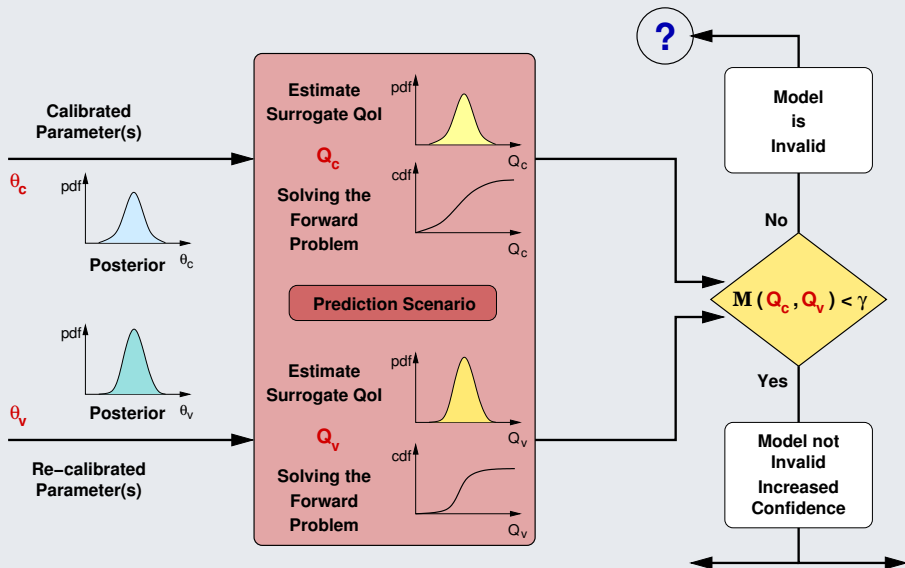 Calibrated
Parameter(s)
θc
pdf
Posterior
θc
pdf
Posterior
θv
θv
Re−calibrated
Parameter(s)
Estimate
Surrogate QoI
Qc
Solving the
Forward
Problem
pdf
Qc
cdf
Qc
Prediction Scenario
Estimate
Surrogate QoI
Qv
Solving the
Forward
Problem
pdf
Qv
cdf
Qv
?
Model
is
Invalid
No
M (Qc , Qv) < γ
Yes
Model not
Invalid
Increased
Confidence